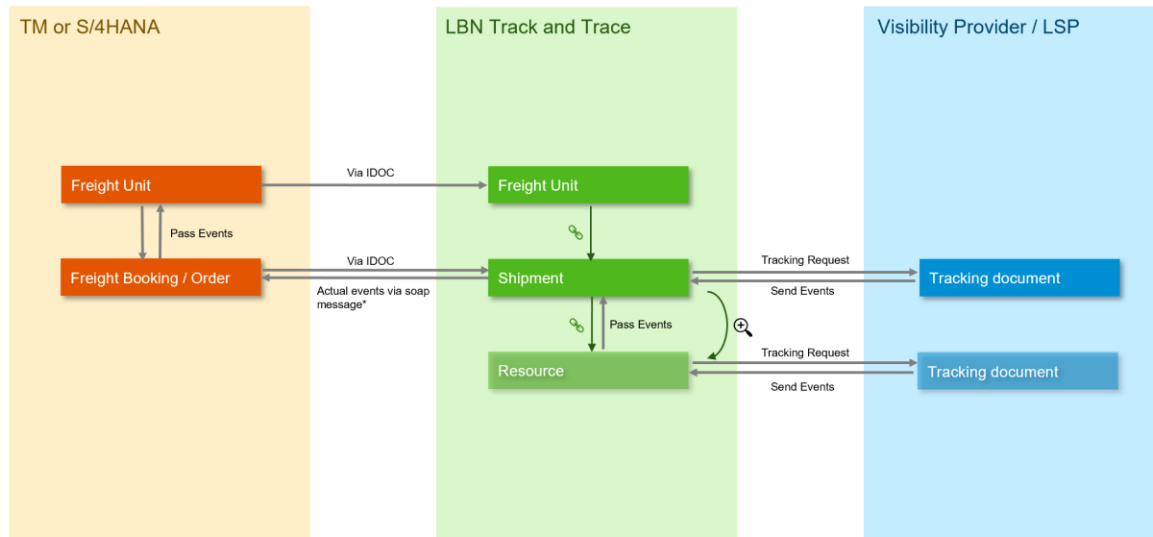 TM or S/4HANA
LBN Track and Trace
Visibility Provider / LSP
Freight Unit
Via IDOC
Freight Unit
Pass Events
Freight Booking / Order
Via IDOC
Actual events via soap
message*
Shipment
Tracking Request
Send Events
Tracking document
Pass Events
Resource
Tracking Request
Send Events
Tracking document